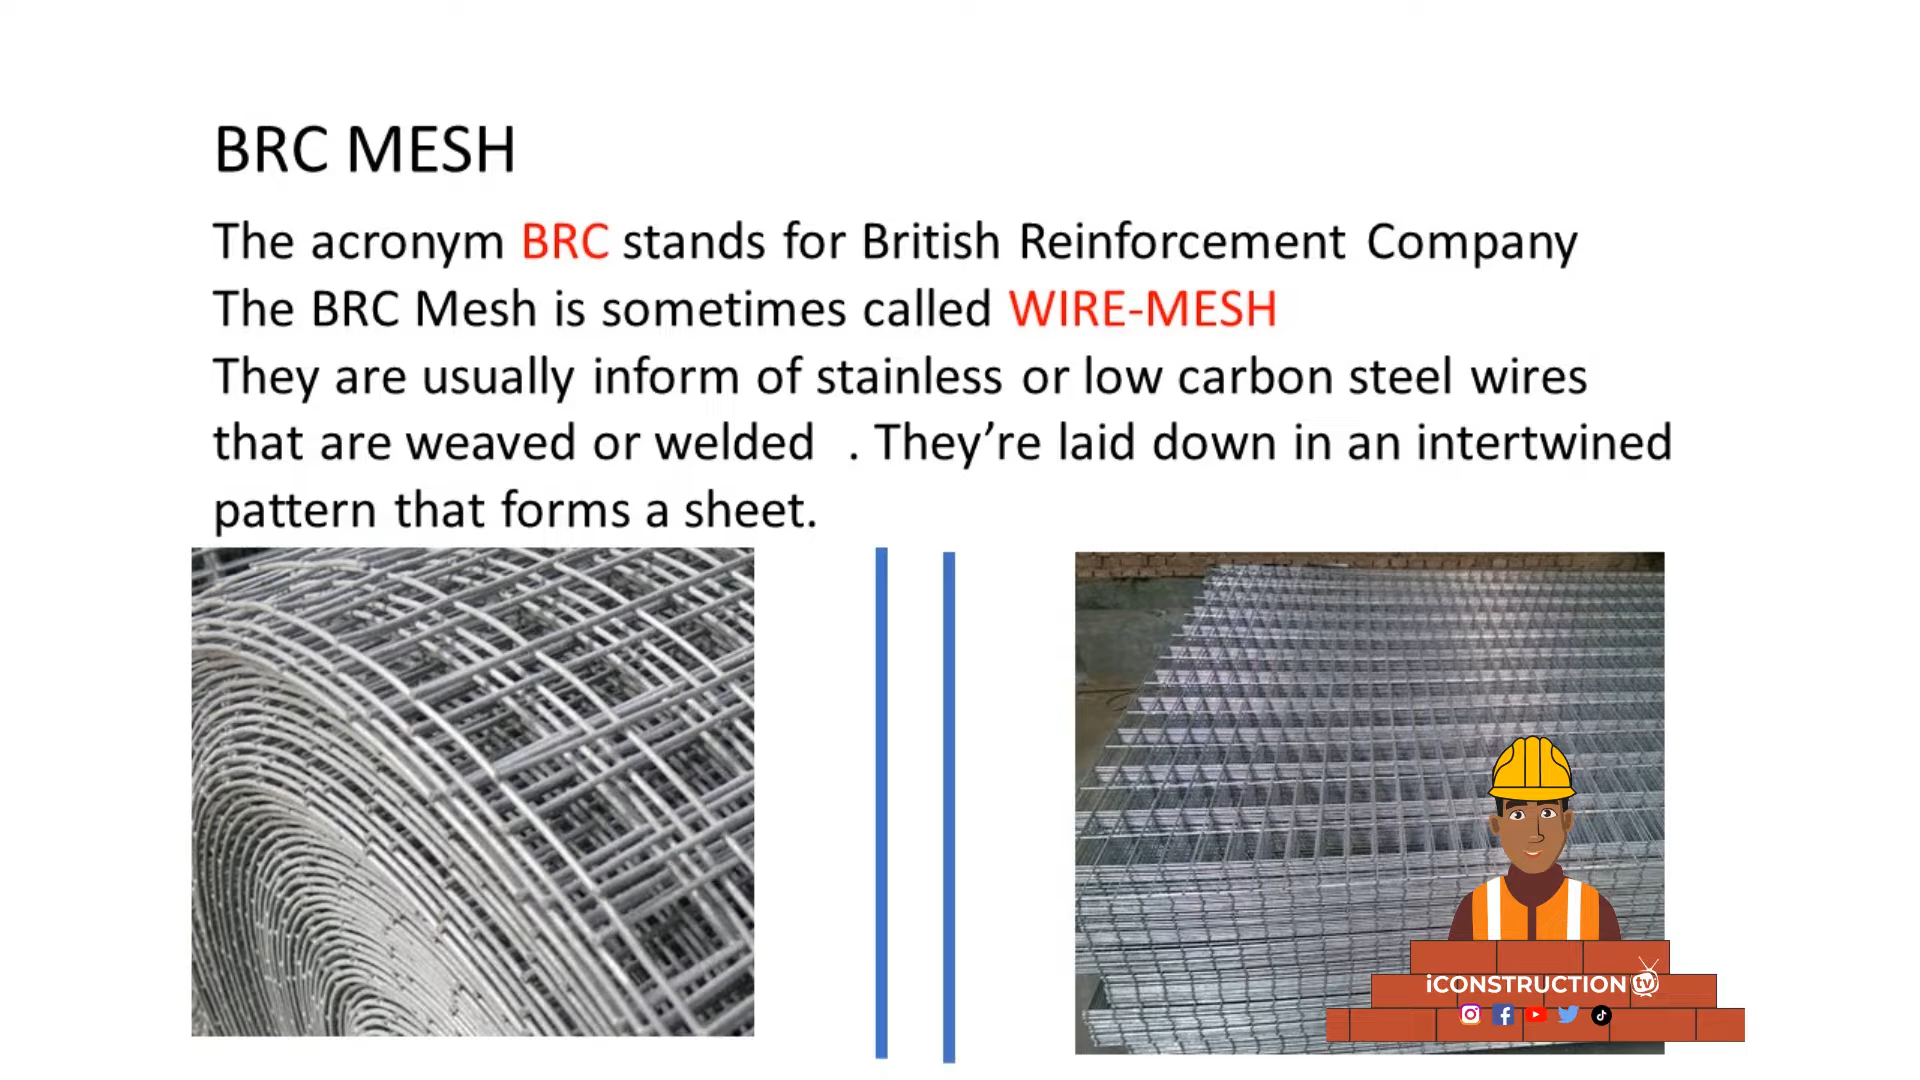 BRC MESH
The acronym BRC stands for British Reinforcement Company
The BRC Mesh is sometimes called WIRE-MESH
They are usually inform of stainless or low carbon steel wires
that are weaved or welded . They’re laid down in an intertwined
pattern that forms a sheet.
iCONSTRUCTION tv